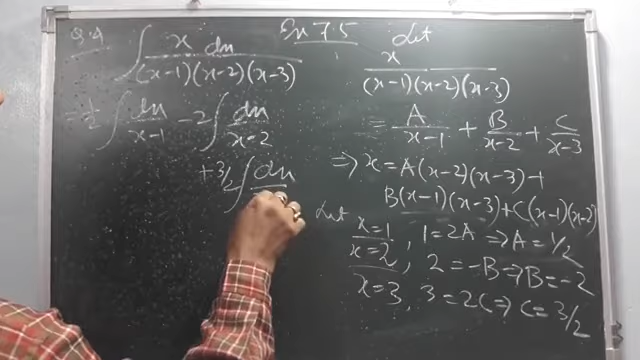 Q.4 Ex 7.5
∫ x dx / (x-1)(x-2)(x-3)
= 1/2 ∫ dx / x-1 - 2 ∫ dx / x-2
+ 3/2 ∫ dx
Let
x / (x-1)(x-2)(x-3)
= A / x-1 + B / x-2 + C / x-3
⇒ x = A(x-2)(x-3) +
B(x-1)(x-3) + C(x-1)(x-2)
Let x=1, 1=2A ⇒ A=1/2
x=2, 2=-B ⇒ B=-2
x=3, 3=2C ⇒ C=3/2